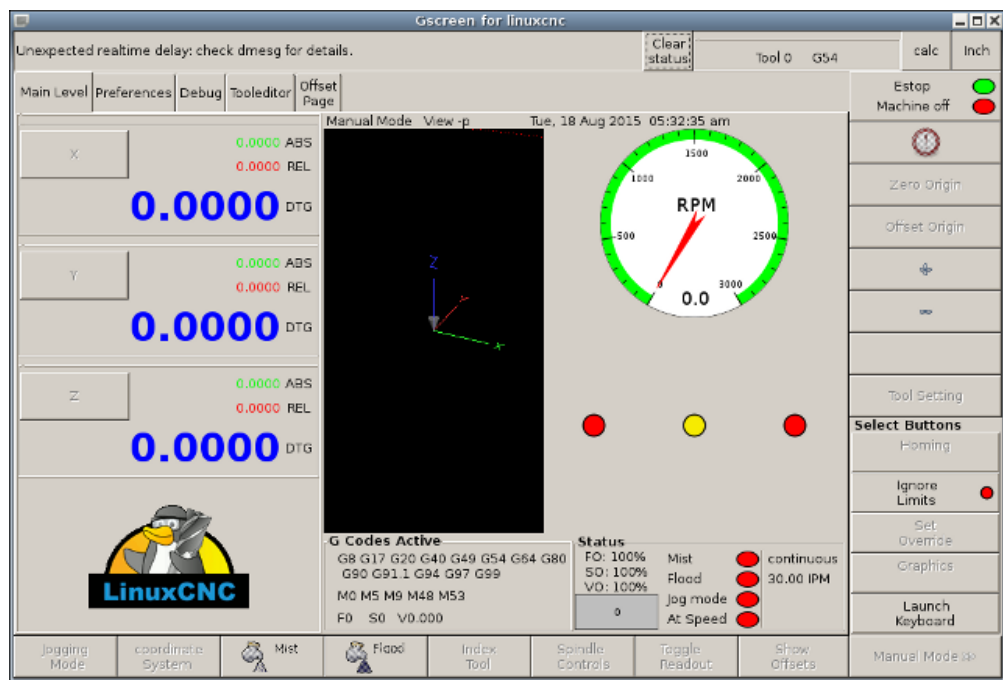 Gscreen for linuxcnc
Unexpected realtime delay: check dmesg for details.
Clear
status
Tool 0 G54
calc
Inch
Main Level
Preferences
Debug
Tooleditor
Offset
Page
Estop
Machine off
Manual Mode View -p Tue, 18 Aug 2015 05:32:35 am
X
0.0000 ABS
0.0000 REL
0.0000 DTG
Y
0.0000 ABS
0.0000 REL
0.0000 DTG
Z
0.0000 ABS
0.0000 REL
0.0000 DTG
LinuxCNC
Z
Y
X
RPM
0
500
1000
1500
2000
2500
3000
0.0
G Codes Active
G8 G17 G20 G40 G49 G54 G64 G80
G90 G91.1 G94 G97 G99
M0 M5 M9 M48 M53
F0 S0 V0.000
Status
FO: 100%
SO: 100%
VO: 100%
0
Mist
Flood
Jog mode
At Speed
continuous
30.00 IPM
Zero Origin
Offset Origin
Tool Setting
Select Buttons
Homing
Ignore
Limits
Set
Override
Graphics
Launch
Keyboard
Jogging
Mode
coordinate
System
Mist
Flood
Index
Tool
Spindle
Controls
Toggle
Readout
Show
Offsets
Manual Mode